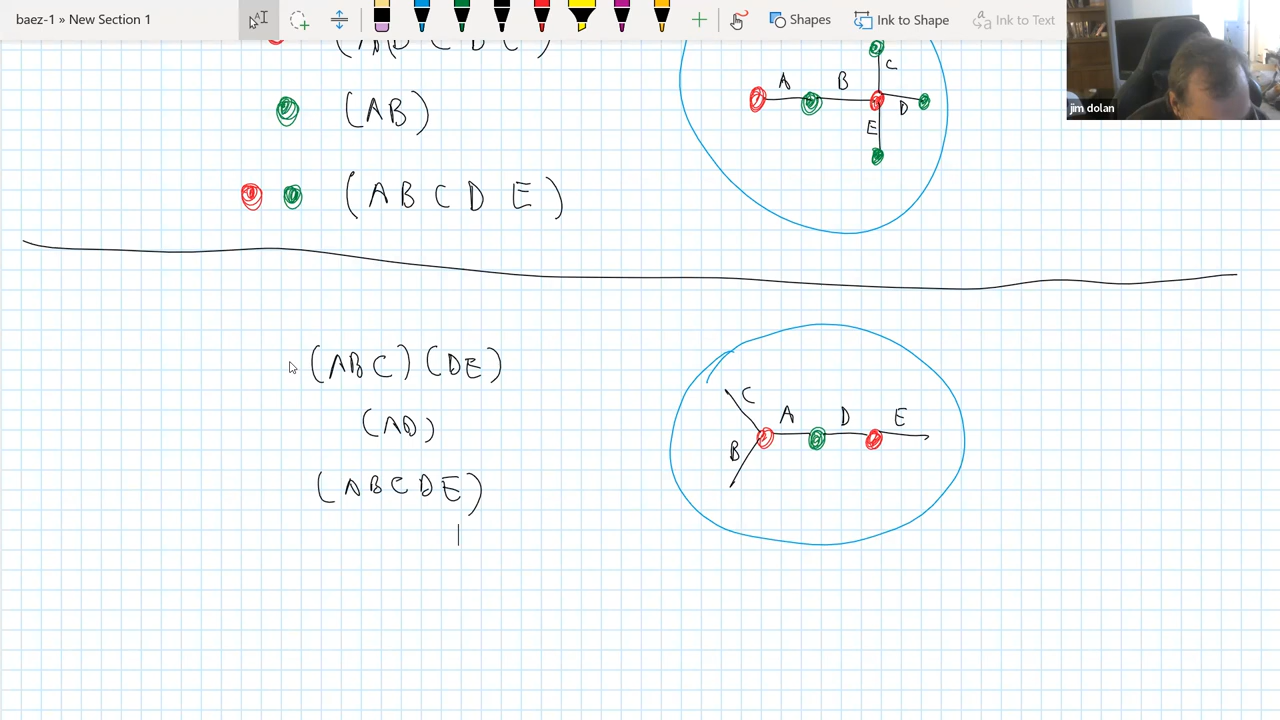 baez-1 » New Section 1
Shapes
Ink to Shape
Ink to Text
jim dolan
(AB)
(ABCDE)
A B C D E
(ABC)(DE)
(AD)
(ABCDE)
C A D E B